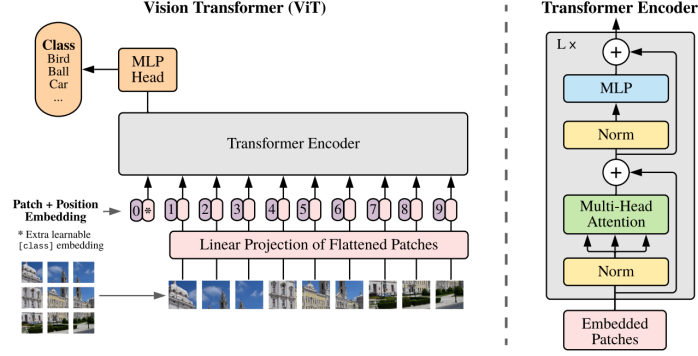 Vision Transformer (ViT)
Class
Bird
Ball
Car
...
MLP
Head
Transformer Encoder
Patch + Position
Embedding
0 * 1 2 3 4 5 6 7 8 9
* Extra learnable
[class] embedding
Linear Projection of Flattened Patches
Transformer Encoder
L ×
+
MLP
Norm
+
Multi-Head
Attention
Norm
Embedded
Patches